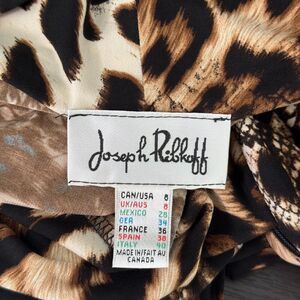 Joseph Ribkoff
CAN/USA 8
UK/AUS 8
MEXICO 28
GER 34
FRANCE 36
SPAIN 38
ITALY 40
MADE IN/FAIT AU
CANADA